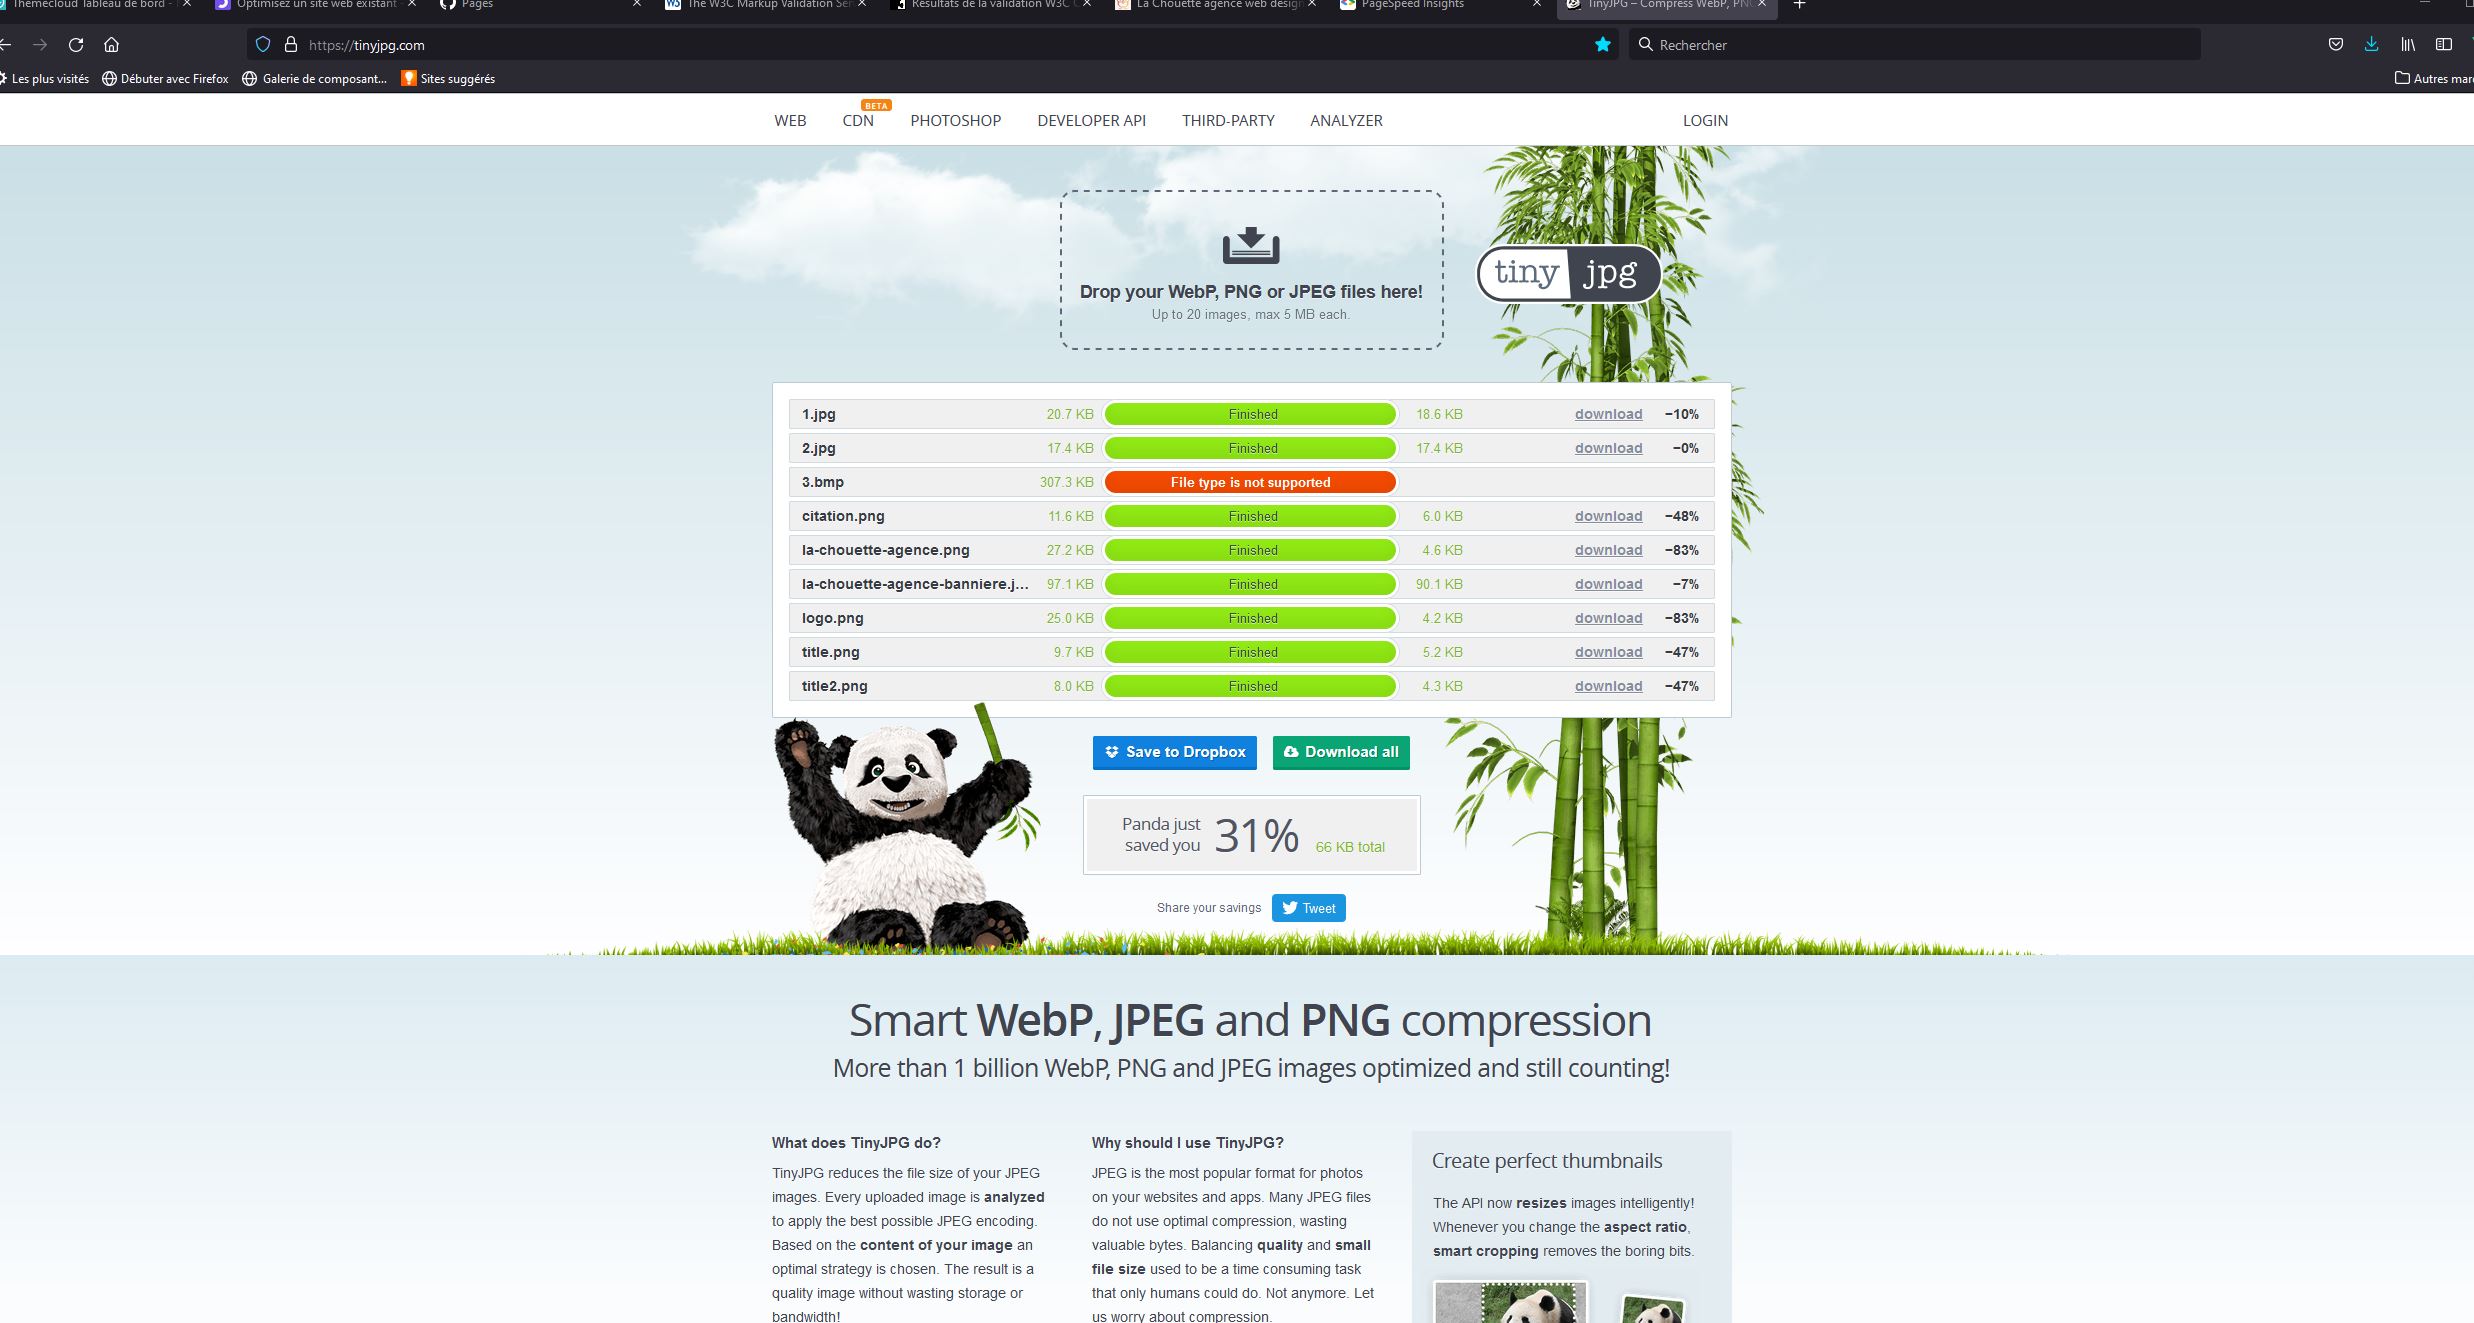 Themecloud Tableau de bord -
Optimisez un site web existant -
Pages
The W3C Markup Validation Ser
Résultats de la validation W3C C
La Chouette agence web design
PageSpeed Insights
TinyJPG – Compress WebP, PNG
https://tinyjpg.com
Rechercher
Les plus visités
Débuter avec Firefox
Galerie de composant...
Sites suggérés
Autres mar
WEB
CDN
BETA
PHOTOSHOP
DEVELOPER API
THIRD-PARTY
ANALYZER
LOGIN
Drop your WebP, PNG or JPEG files here!
Up to 20 images, max 5 MB each.
tiny jpg
1.jpg 20.7 KB Finished 18.6 KB download −10%
2.jpg 17.4 KB Finished 17.4 KB download −0%
3.bmp 307.3 KB File type is not supported
citation.png 11.6 KB Finished 6.0 KB download −48%
la-chouette-agence.png 27.2 KB Finished 4.6 KB download −83%
la-chouette-agence-banniere.j... 97.1 KB Finished 90.1 KB download −7%
logo.png 25.0 KB Finished 4.2 KB download −83%
title.png 9.7 KB Finished 5.2 KB download −47%
title2.png 8.0 KB Finished 4.3 KB download −47%
Save to Dropbox
Download all
Panda just
saved you
31%
66 KB total
Share your savings
Tweet
Smart WebP, JPEG and PNG compression
More than 1 billion WebP, PNG and JPEG images optimized and still counting!
What does TinyJPG do?
TinyJPG reduces the file size of your JPEG
images. Every uploaded image is analyzed
to apply the best possible JPEG encoding.
Based on the content of your image an
optimal strategy is chosen. The result is a
quality image without wasting storage or
bandwidth!
Why should I use TinyJPG?
JPEG is the most popular format for photos
on your websites and apps. Many JPEG files
do not use optimal compression, wasting
valuable bytes. Balancing quality and small
file size used to be a time consuming task
that only humans could do. Not anymore. Let
us worry about compression.
Create perfect thumbnails
The API now resizes images intelligently!
Whenever you change the aspect ratio,
smart cropping removes the boring bits.